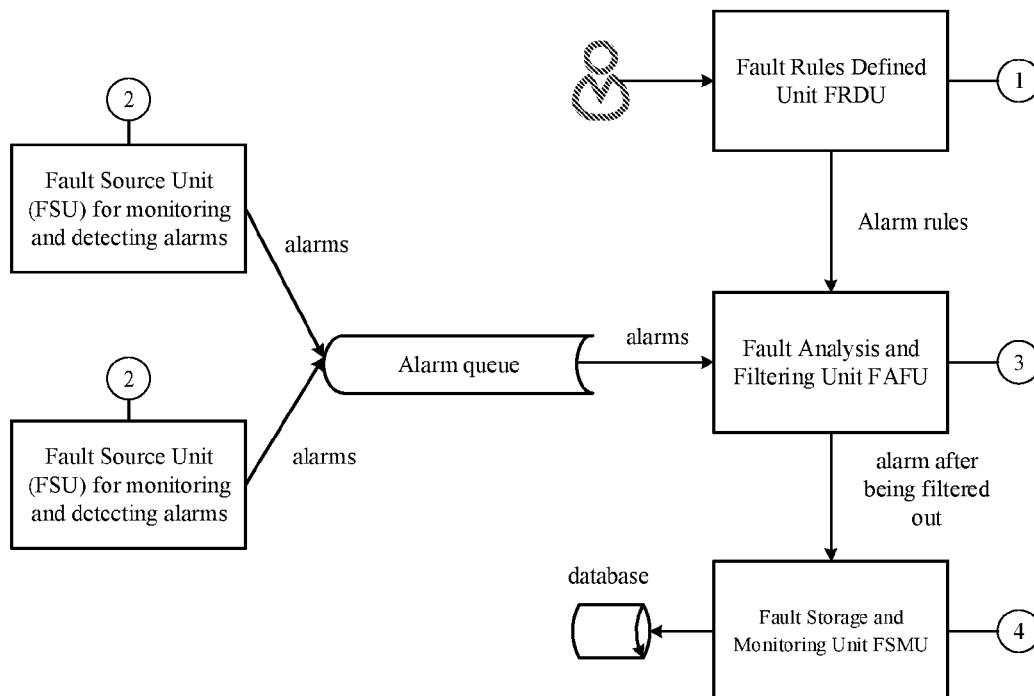 Fault Rules Defined
Unit FRDU
1
2
Fault Source Unit
(FSU) for monitoring
and detecting alarms
alarms
Alarm rules
Alarm queue
alarms
Fault Analysis and
Filtering Unit FAFU
3
2
Fault Source Unit
(FSU) for monitoring
and detecting alarms
alarms
alarm after
being filtered
out
database
Fault Storage and
Monitoring Unit FSMU
4